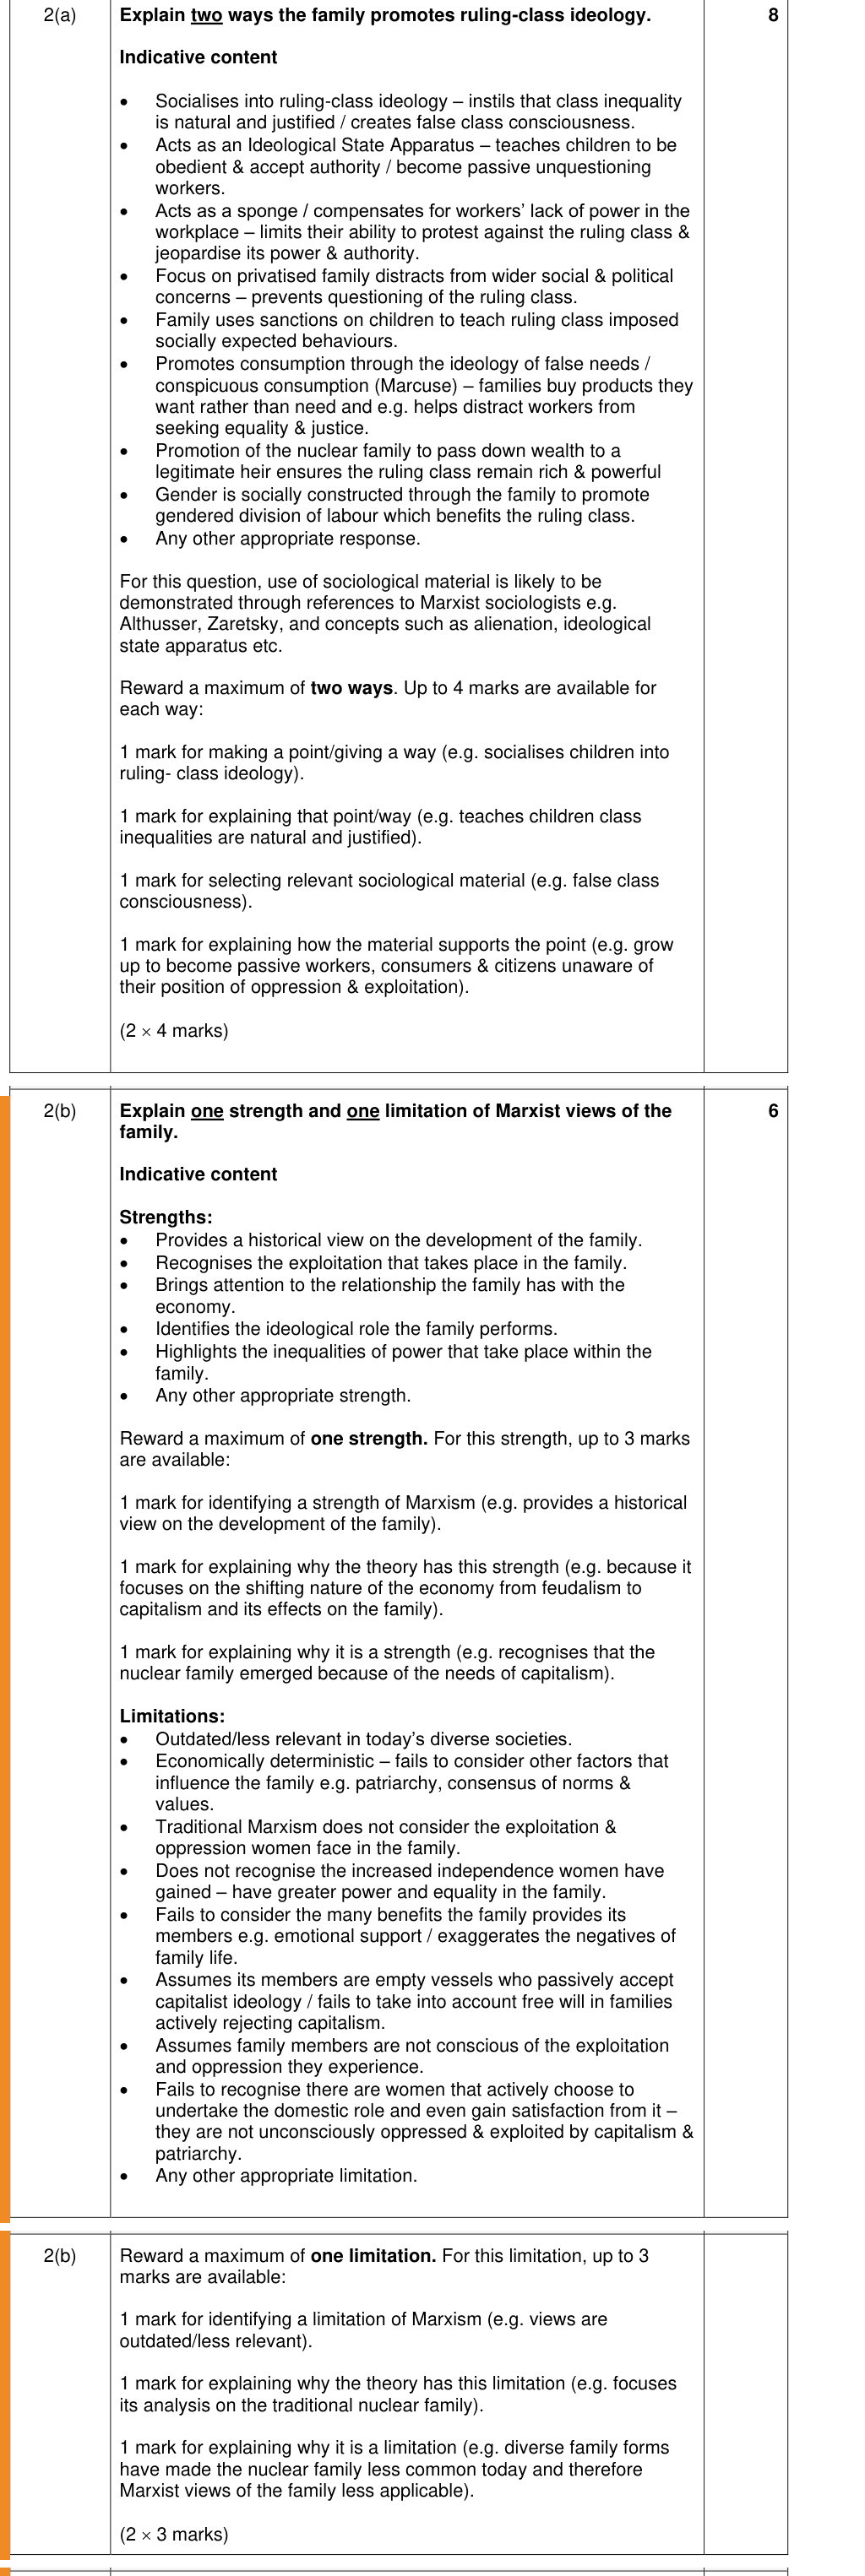 2(a)
Explain two ways the family promotes ruling-class ideology.
8
Indicative content
• Socialises into ruling-class ideology – instils that class inequality
is natural and justified / creates false class consciousness.
• Acts as an Ideological State Apparatus – teaches children to be
obedient & accept authority / become passive unquestioning
workers.
• Acts as a sponge / compensates for workers’ lack of power in the
workplace – limits their ability to protest against the ruling class &
jeopardise its power & authority.
• Focus on privatised family distracts from wider social & political
concerns – prevents questioning of the ruling class.
• Family uses sanctions on children to teach ruling class imposed
socially expected behaviours.
• Promotes consumption through the ideology of false needs /
conspicuous consumption (Marcuse) – families buy products they
want rather than need and e.g. helps distract workers from
seeking equality & justice.
• Promotion of the nuclear family to pass down wealth to a
legitimate heir ensures the ruling class remain rich & powerful
• Gender is socially constructed through the family to promote
gendered division of labour which benefits the ruling class.
• Any other appropriate response.
For this question, use of sociological material is likely to be
demonstrated through references to Marxist sociologists e.g.
Althusser, Zaretsky, and concepts such as alienation, ideological
state apparatus etc.
Reward a maximum of two ways. Up to 4 marks are available for
each way:
1 mark for making a point/giving a way (e.g. socialises children into
ruling- class ideology).
1 mark for explaining that point/way (e.g. teaches children class
inequalities are natural and justified).
1 mark for selecting relevant sociological material (e.g. false class
consciousness).
1 mark for explaining how the material supports the point (e.g. grow
up to become passive workers, consumers & citizens unaware of
their position of oppression & exploitation).
(2 × 4 marks)
2(b)
Explain one strength and one limitation of Marxist views of the
6
family.
Indicative content
Strengths:
• Provides a historical view on the development of the family.
• Recognises the exploitation that takes place in the family.
• Brings attention to the relationship the family has with the
economy.
• Identifies the ideological role the family performs.
• Highlights the inequalities of power that take place within the
family.
• Any other appropriate strength.
Reward a maximum of one strength. For this strength, up to 3 marks
are available:
1 mark for identifying a strength of Marxism (e.g. provides a historical
view on the development of the family).
1 mark for explaining why the theory has this strength (e.g. because it
focuses on the shifting nature of the economy from feudalism to
capitalism and its effects on the family).
1 mark for explaining why it is a strength (e.g. recognises that the
nuclear family emerged because of the needs of capitalism).
Limitations:
• Outdated/less relevant in today’s diverse societies.
• Economically deterministic – fails to consider other factors that
influence the family e.g. patriarchy, consensus of norms &
values.
• Traditional Marxism does not consider the exploitation &
oppression women face in the family.
• Does not recognise the increased independence women have
gained – have greater power and equality in the family.
• Fails to consider the many benefits the family provides its
members e.g. emotional support / exaggerates the negatives of
family life.
• Assumes its members are empty vessels who passively accept
capitalist ideology / fails to take into account free will in families
actively rejecting capitalism.
• Assumes family members are not conscious of the exploitation
and oppression they experience.
• Fails to recognise there are women that actively choose to
undertake the domestic role and even gain satisfaction from it –
they are not unconsciously oppressed & exploited by capitalism &
patriarchy.
• Any other appropriate limitation.
2(b)
Reward a maximum of one limitation. For this limitation, up to 3
marks are available:
1 mark for identifying a limitation of Marxism (e.g. views are
outdated/less relevant).
1 mark for explaining why the theory has this limitation (e.g. focuses
its analysis on the traditional nuclear family).
1 mark for explaining why it is a limitation (e.g. diverse family forms
have made the nuclear family less common today and therefore
Marxist views of the family less applicable).
(2 × 3 marks)